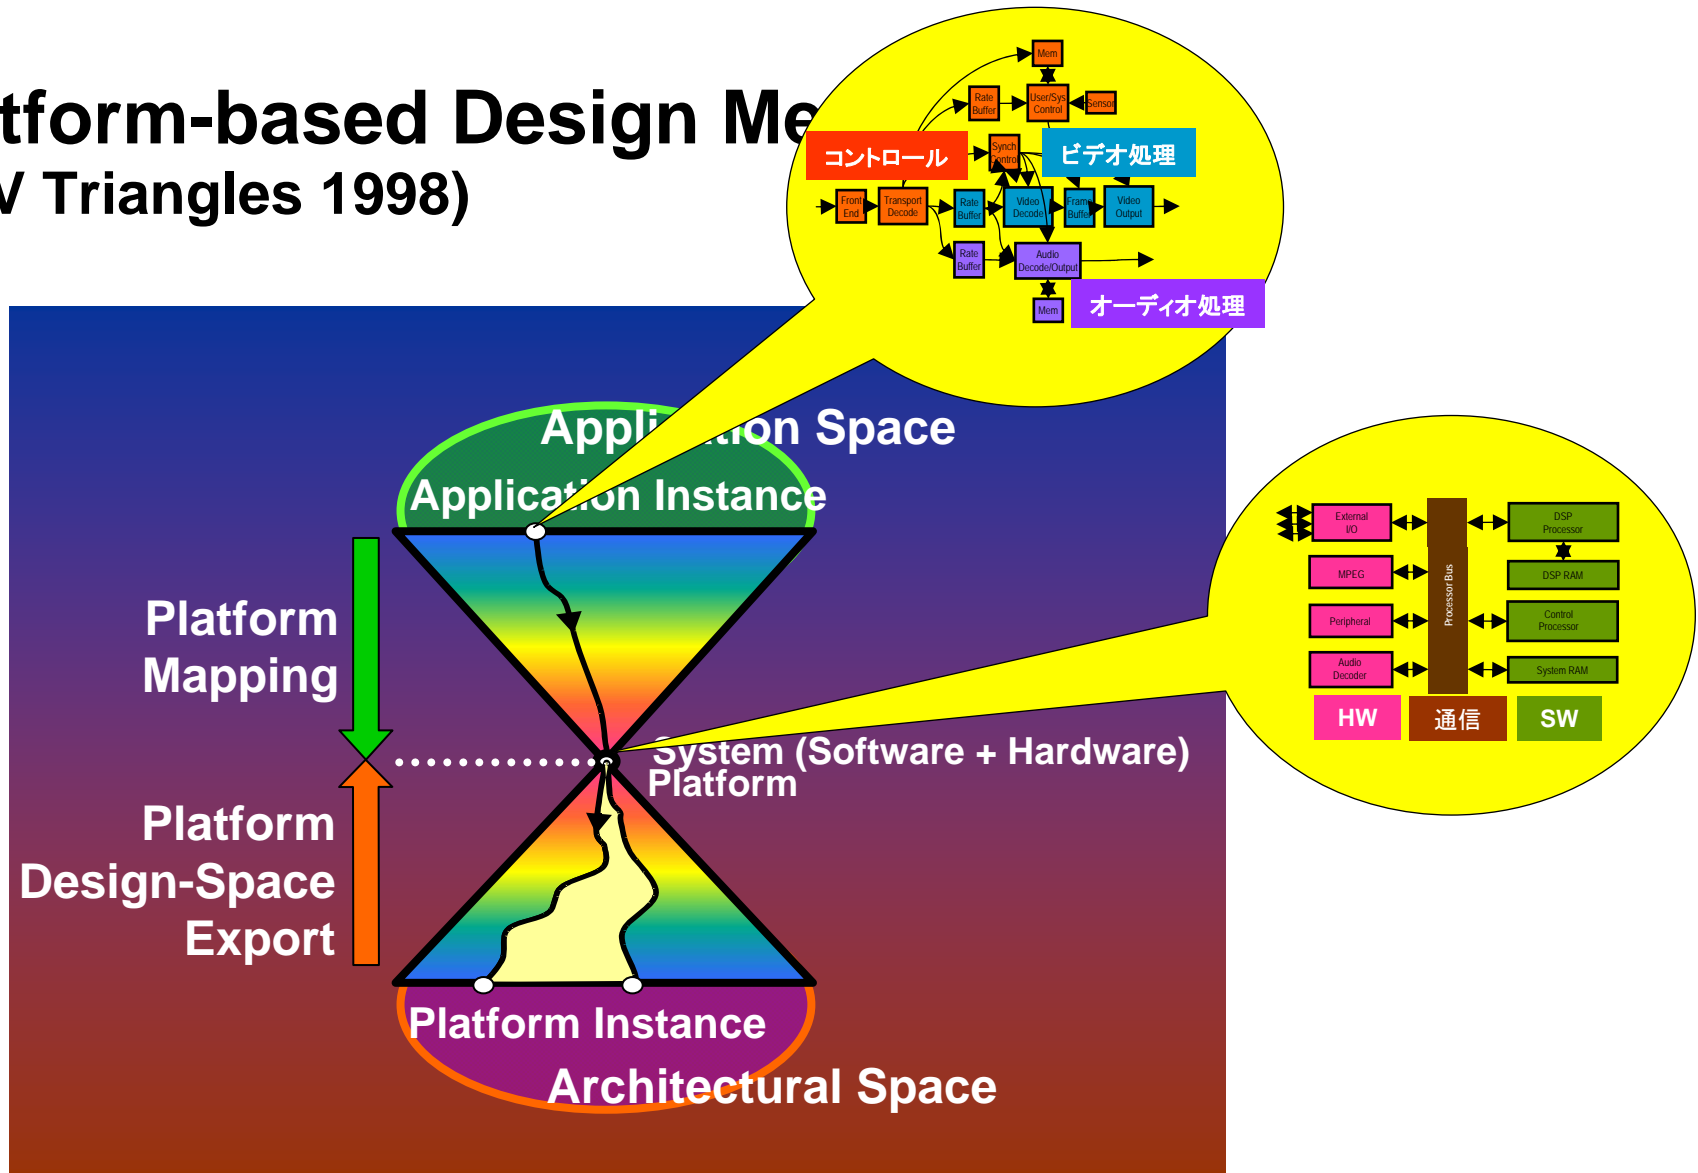 tform-based Design Me
V Triangles 1998)
Mem
Rate
Buffer
User/Sys
Control
Sensor
コントロール
Synch
Control
ビデオ処理
Front
End
Transport
Decode
Rate
Buffer
Video
Decode
Frame
Buffer
Video
Output
Rate
Buffer
Audio
Decode/Output
Mem
オーディオ処理
Application Space
Application Instance
Platform
Mapping
System (Software + Hardware)
Platform
Platform
Design-Space
Export
Platform Instance
Architectural Space
External
I/O
MPEG
Peripheral
Audio
Decoder
Processor Bus
DSP
Processor
DSP RAM
Control
Processor
System RAM
HW
通信
SW